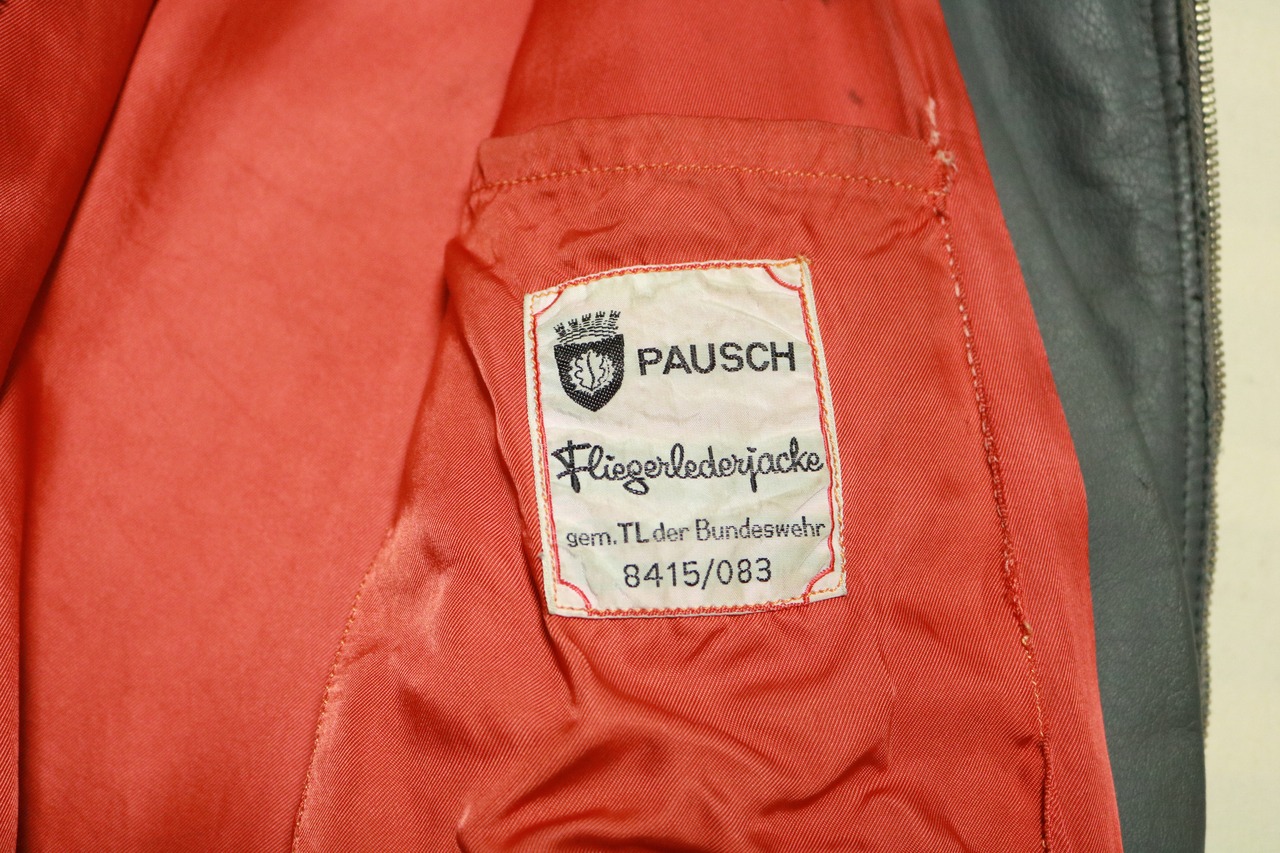 PAUSCH
Fliegerlederjacke
gem. TL der Bundeswehr
8415/083